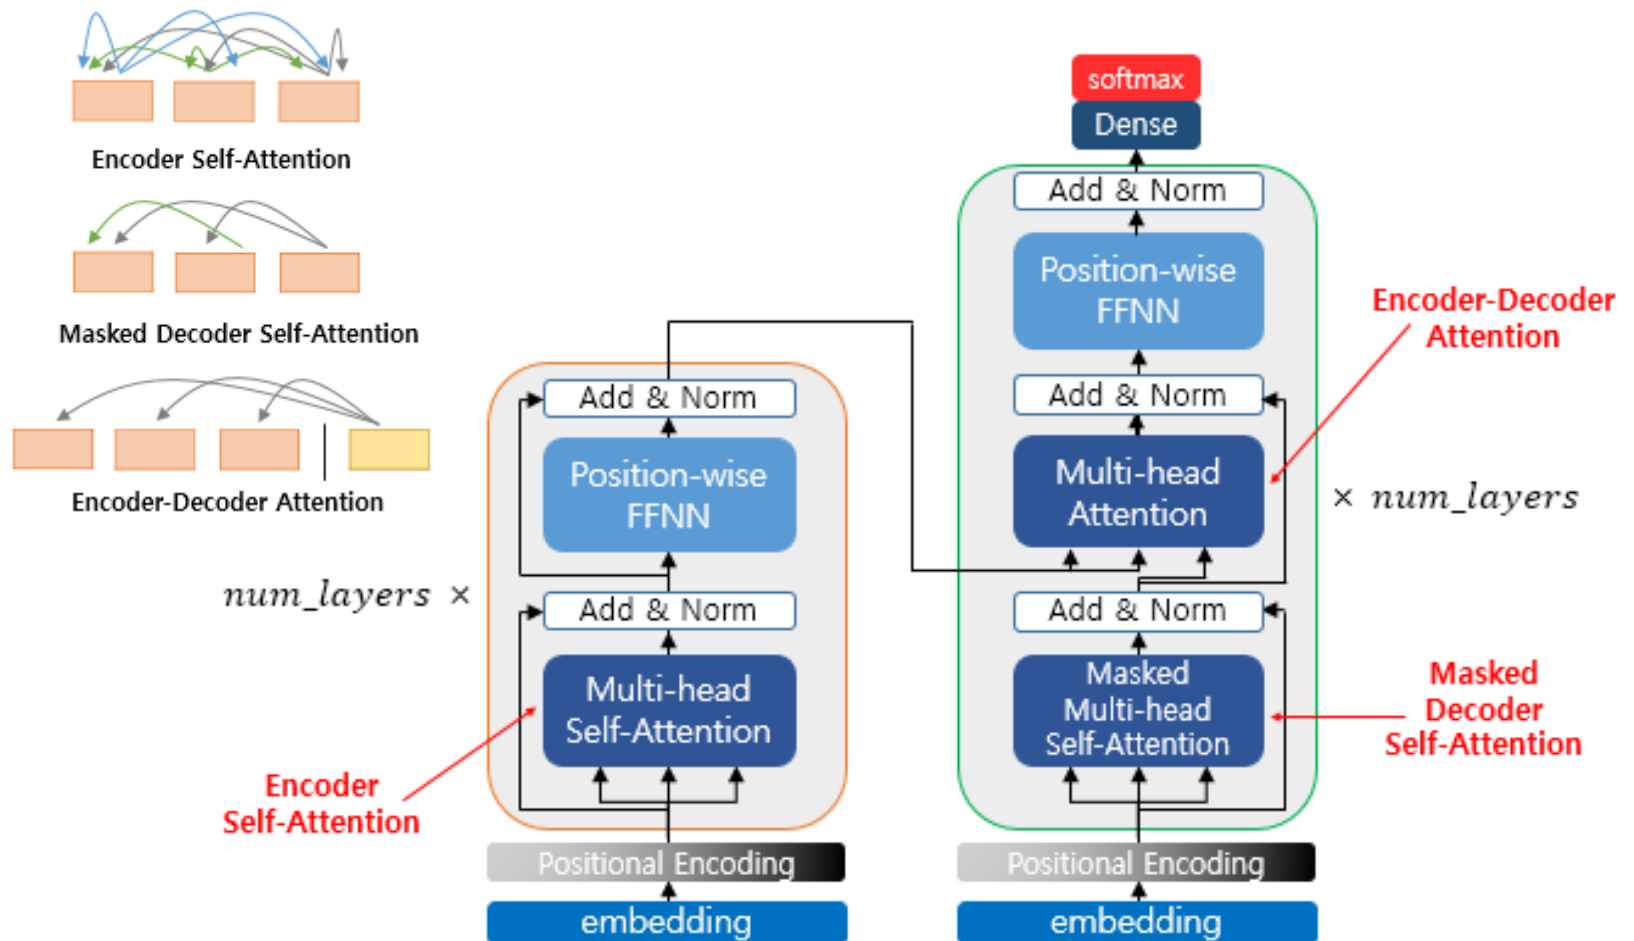 Encoder Self-Attention
Masked Decoder Self-Attention
Encoder-Decoder Attention
num_layers ×
Add & Norm
Position-wise
FFNN
Add & Norm
Multi-head
Self-Attention
Encoder
Self-Attention
Positional Encoding
embedding
softmax
Dense
Add & Norm
Position-wise
FFNN
Add & Norm
Multi-head
Attention
Add & Norm
Masked
Multi-head
Self-Attention
Positional Encoding
embedding
Encoder-Decoder
Attention
× num_layers
Masked
Decoder
Self-Attention